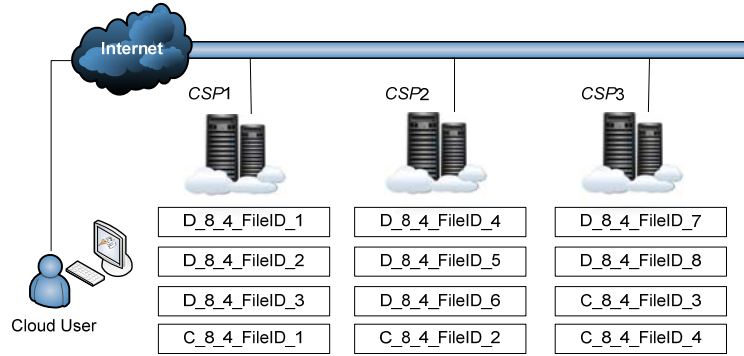 Internet
CSP1
CSP2
CSP3
D_8_4_FileID_1
D_8_4_FileID_4
D_8_4_FileID_7
D_8_4_FileID_2
D_8_4_FileID_5
D_8_4_FileID_8
D_8_4_FileID_3
D_8_4_FileID_6
C_8_4_FileID_3
Cloud User
C_8_4_FileID_1
C_8_4_FileID_2
C_8_4_FileID_4